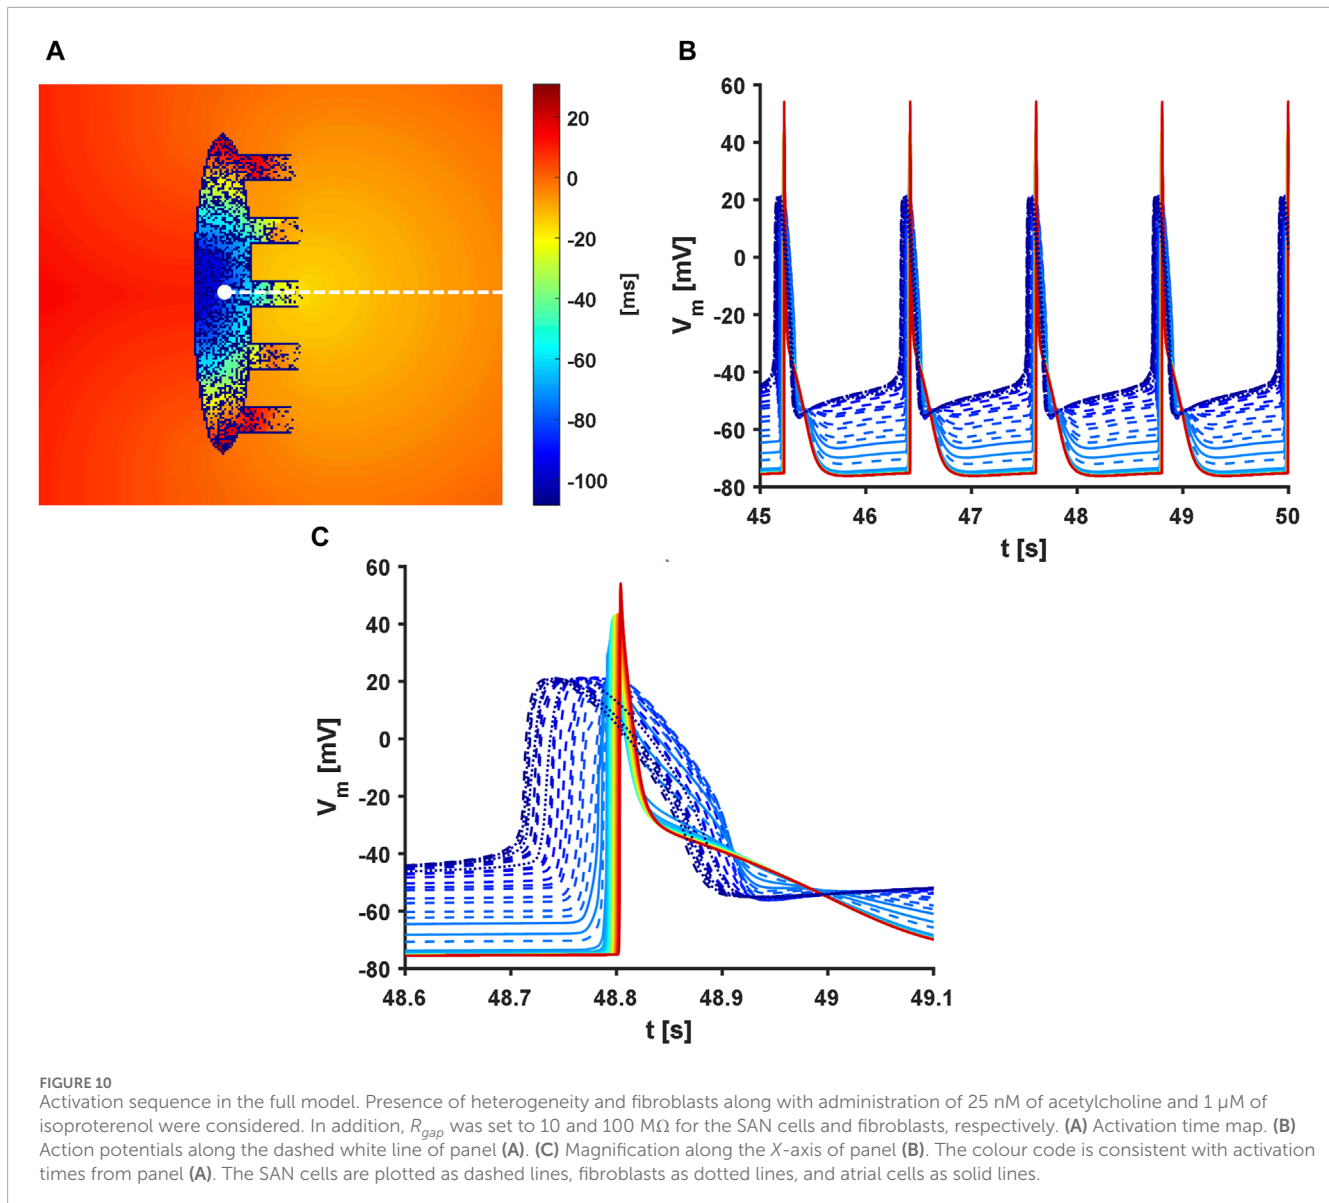 A
20
0
-20
-40
-60
-80
-100
[ms]
B
60
40
20
0
-20
-40
-60
-80
V_m [mV]
45
46
47
48
49
50
t [s]
C
60
40
20
0
-20
-40
-60
-80
V_m [mV]
48.6
48.7
48.8
48.9
49
49.1
t [s]
FIGURE 10
Activation sequence in the full model. Presence of heterogeneity and fibroblasts along with administration of 25 nM of acetylcholine and 1 µM of
isoproterenol were considered. In addition, R_gap was set to 10 and 100 MΩ for the SAN cells and fibroblasts, respectively. (A) Activation time map. (B)
Action potentials along the dashed white line of panel (A). (C) Magnification along the X-axis of panel (B). The colour code is consistent with activation
times from panel (A). The SAN cells are plotted as dashed lines, fibroblasts as dotted lines, and atrial cells as solid lines.